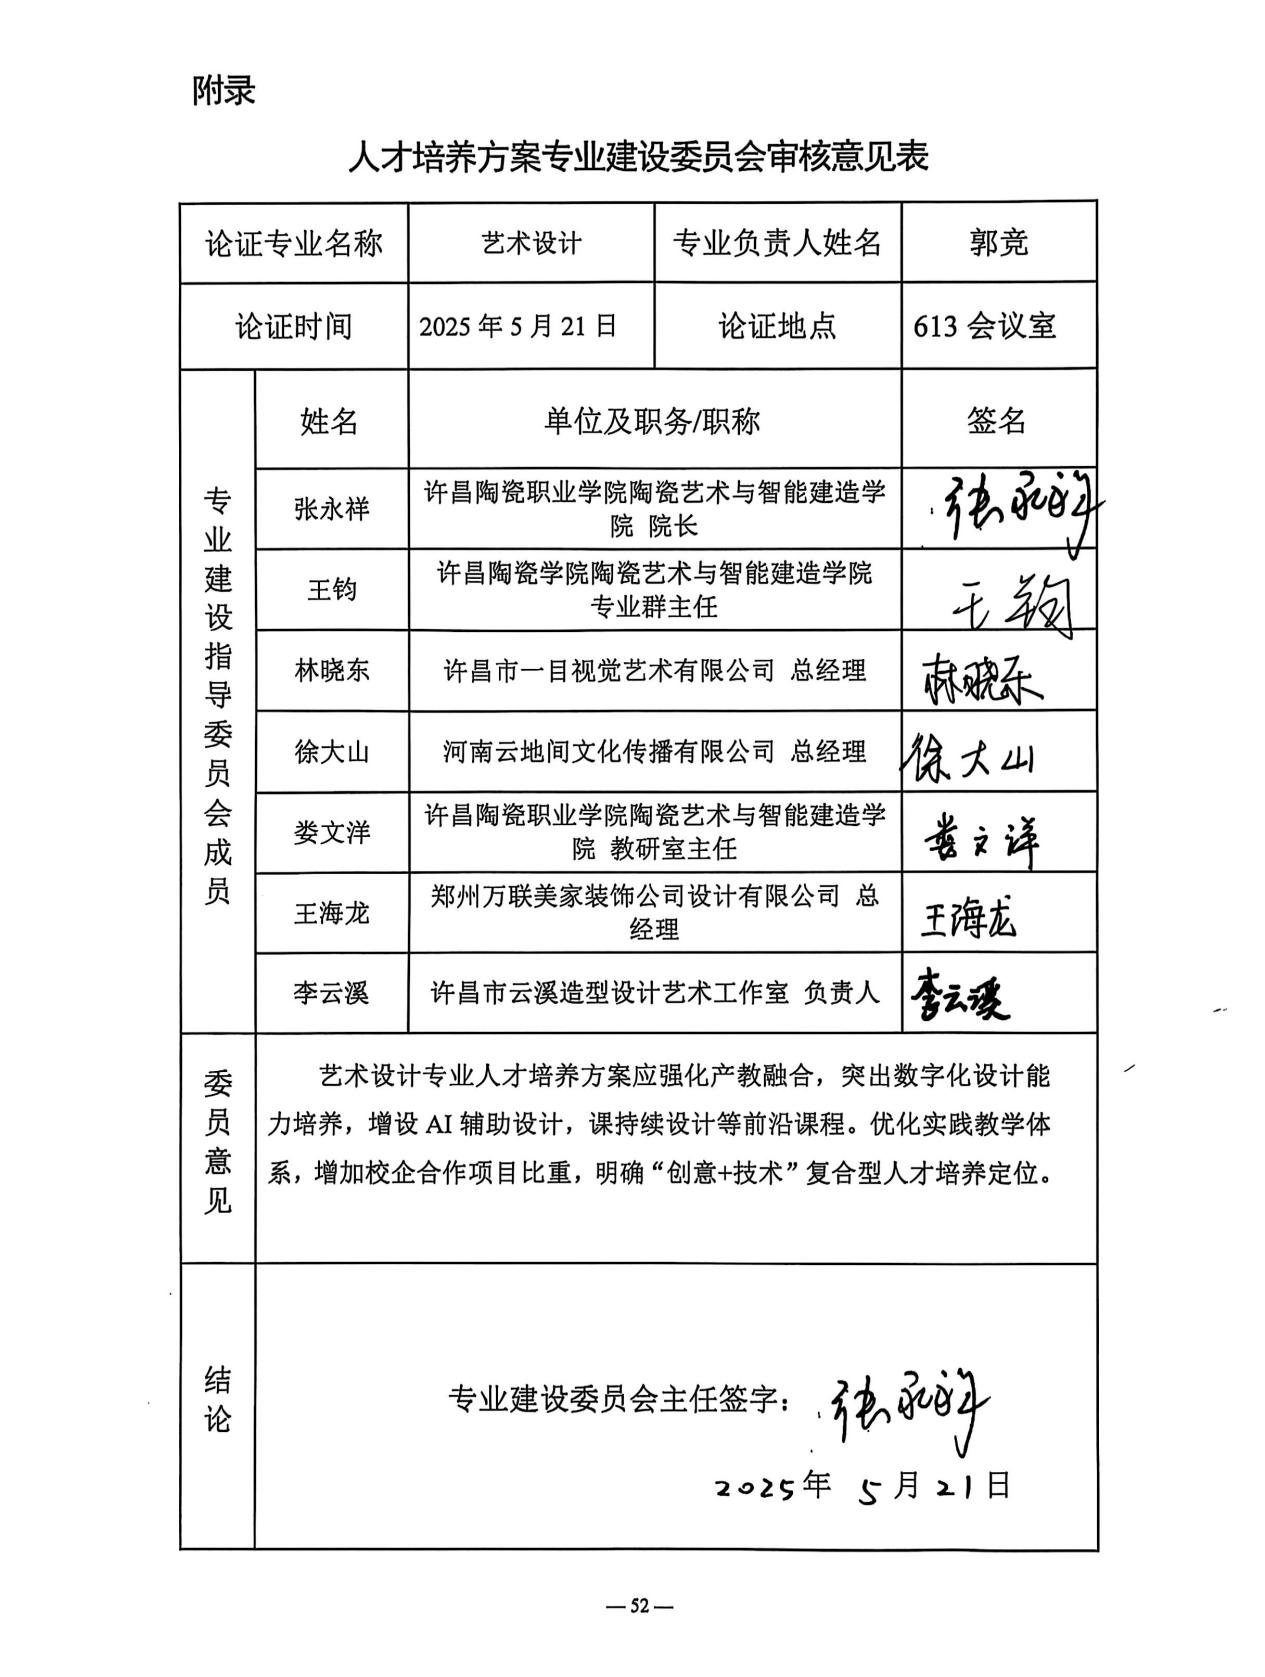 附录
人才培养方案专业建设委员会审核意见表
论证专业名称 艺术设计 专业负责人姓名 郭竞
论证时间 2025年5月21日 论证地点 613会议室
专业建设指导委员会成员
姓名 单位及职务/职称 签名
张永祥 许昌陶瓷职业学院陶瓷艺术与智能建造学
院 院长 张永祥
王钧 许昌陶瓷学院陶瓷艺术与智能建造学院
专业群主任 王钧
林晓东 许昌市一目视觉艺术有限公司 总经理 林晓东
徐大山 河南云地间文化传播有限公司 总经理 徐大山
娄文洋 许昌陶瓷职业学院陶瓷艺术与智能建造学
院 教研室主任 娄文洋
王海龙 郑州万联美家装饰公司设计有限公司 总
经理 王海龙
李云溪 许昌市云溪造型设计艺术工作室 负责人 李云溪
委员意见
艺术设计专业人才培养方案应强化产教融合，突出数字化设计能
力培养，增设 AI 辅助设计，课持续设计等前沿课程。优化实践教学体
系，增加校企合作项目比重，明确“创意+技术”复合型人才培养定位。
结论
专业建设委员会主任签字：张永祥
2025年 5月21日
—52—